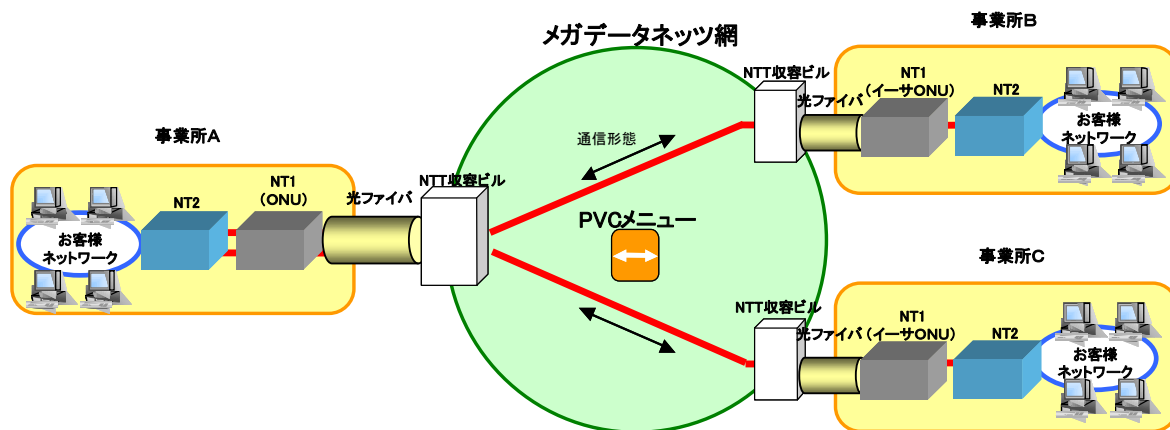 メガデータネッツ網
事業所A
NT2
NT1
(ONU)
光ファイバ
NTT収容ビル
お客様
ネットワーク
通信形態
PVCメニュー
事業所B
NTT収容ビル
光ファイバ
NT1
(イーサONU)
NT2
お客様
ネットワーク
事業所C
NTT収容ビル
光ファイバ
NT1
(イーサONU)
NT2
お客様
ネットワーク